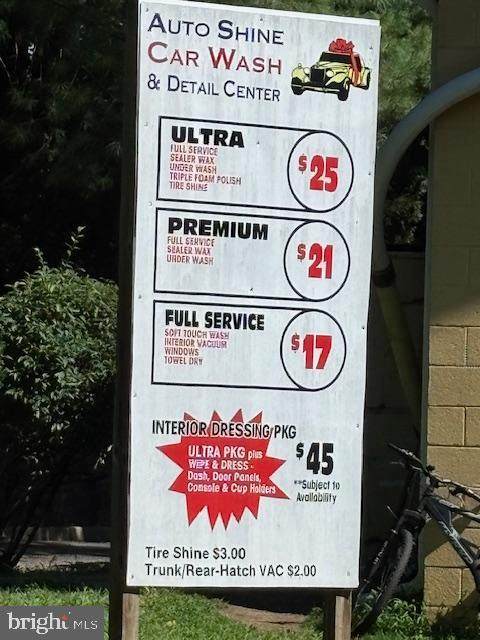 AUTO SHINE
CAR WASH
& DETAIL CENTER
ULTRA
FULL SERVICE
SEALER WAX
UNDER WASH
TRIPLE FOAM POLISH
TIRE SHINE
$25
PREMIUM
FULL SERVICE
SEALER WAX
UNDER WASH
$21
FULL SERVICE
SOFT TOUCH WASH
INTERIOR VACUUM
WINDOWS
TOWEL DRY
$17
INTERIOR DRESSING PKG
ULTRA PKG plus
WIPE & DRESS -
Dash, Door Panels,
Console & Cup Holders
$45
**Subject to
Availability
Tire Shine $3.00
Trunk/Rear-Hatch VAC $2.00
bright MLS